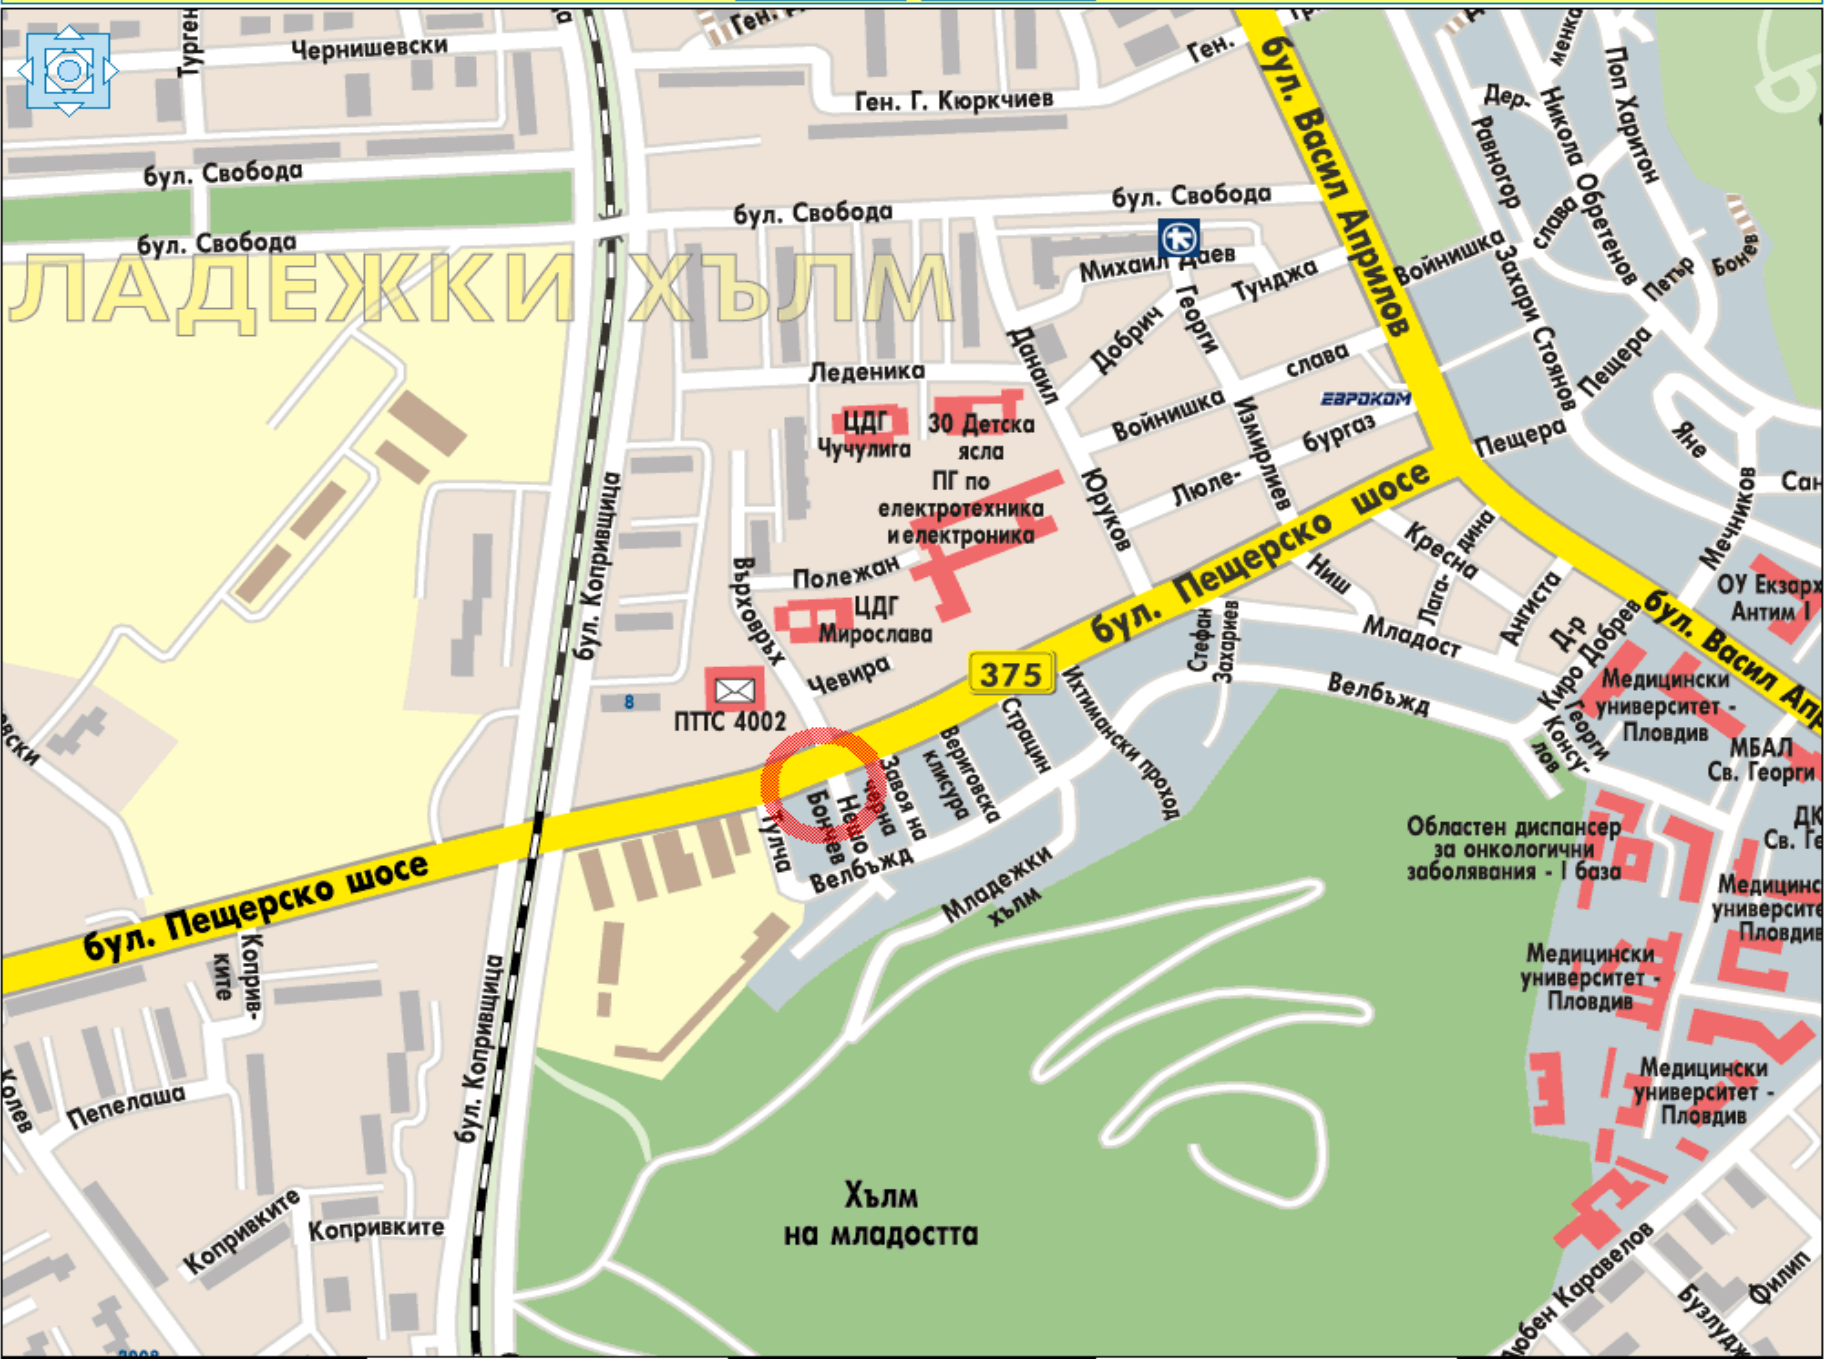 Чернишевски
Ген. Г. Кюркчиев
Ген.
бул. Васил Априлов
Поп Харитон
Дер-
менка
Никола Обретенов
Равногор
слава
Петър
Бонев
Войнишка
Захари Стоянов
Пещера
Пещера
Яне
Мечников
бул. Свобода
бул. Свобода
бул. Свобода
бул. Свобода
ЛАДЕЖКИ ХЪЛМ
Михаил Даев
Тунджа
Георги
Измирлиев
Добрич
Данаил
Юруков
Леденика
Войнишка
слава
ЕВРОКОМ
Люле-
бургаз
ЦДГ
Чучулига
30 Детска
ясла
ПГ по
електротехника
и електроника
Полежан
Върховръх
ЦДГ
Мирослава
Чевира
ПТТС 4002
8
бул. Копривщица
бул. Пещерско шосе
375
Ниш
Кресна
Лага-
дина
Ангиста
Младост
Стефан
Захариев
Велбъжд
Д-р
Киро Добрев
Георги
Консу-
лов
бул. Васил Апр
ОУ Екзарх
Антим I
Медицински
университет -
Пловдив
МБАЛ
Св. Георги
Ихтимански проход
Страцин
Вериговска
клисура
Завоя на
черна
Нешо
Бончев
Тулча
Велбъжд
Младежки
хълм
Областен диспансер
за онкологични
заболявания - I база
Медицински
университет -
Пловдив
Медицински
университет -
Пловдив
бул. Пещерско шосе
Коприв-
ките
бул. Копривщица
Колев
Пепелаша
Копривките
Копривките
Хълм
на младостта
Филип